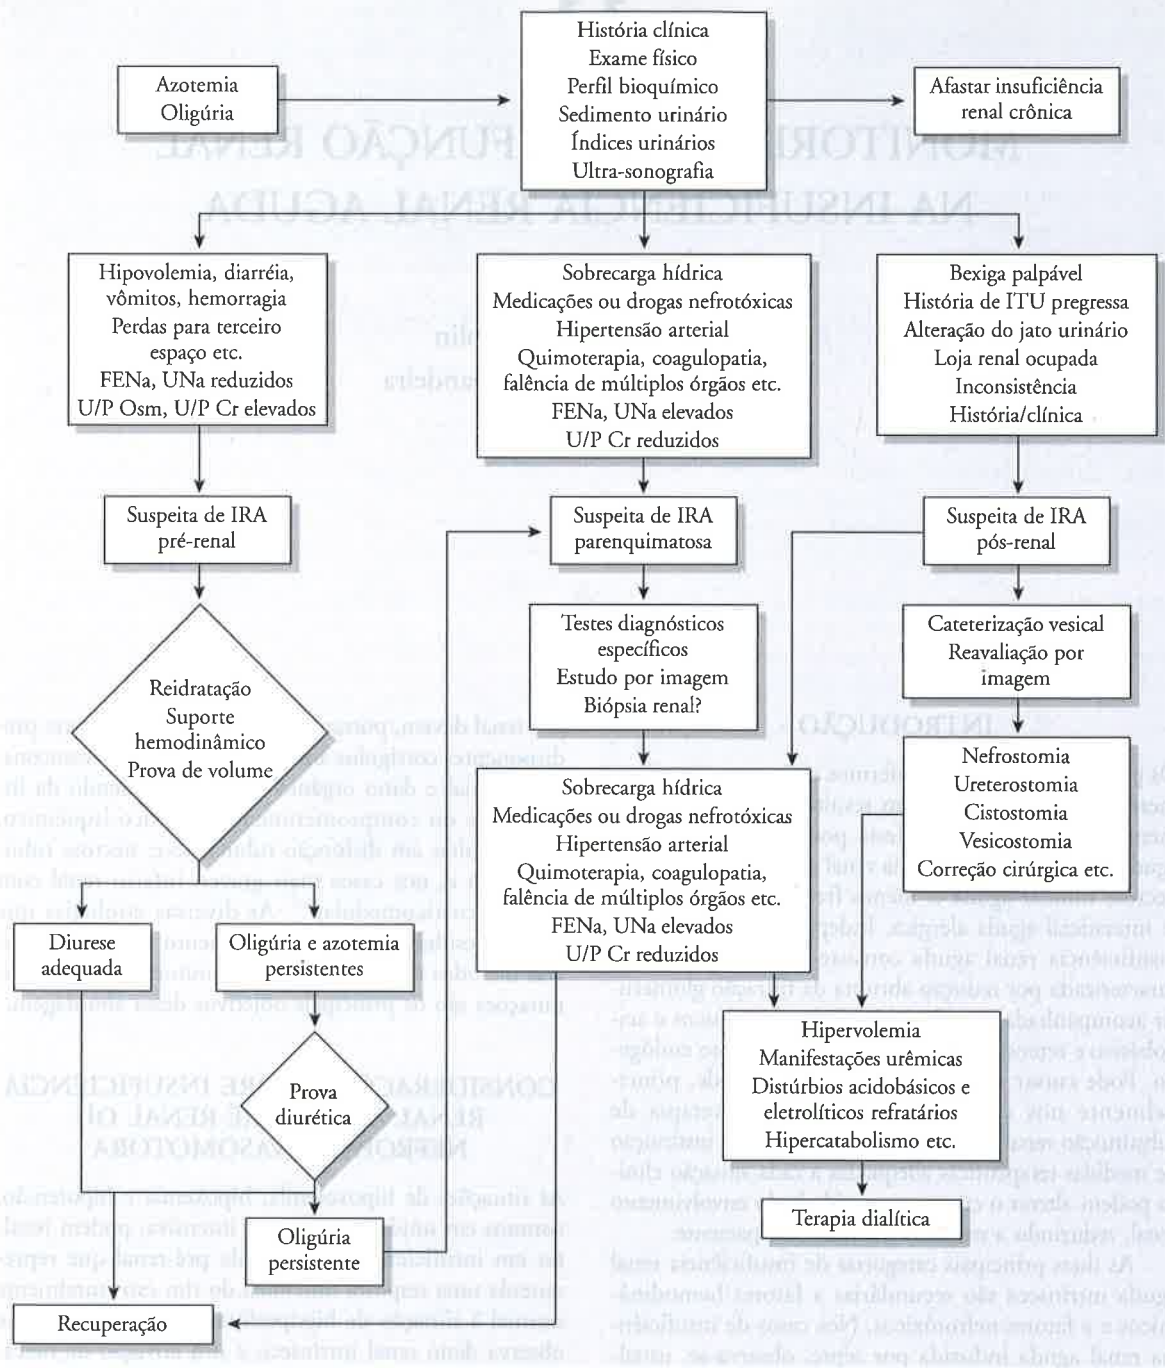 História clínica
Exame físico
Perfil bioquímico
Sedimento urinário
Índices urinários
Ultra-sonografia
Azotemia
Oligúria
Afastar insuficiência
renal crônica
Hipovolemia, diarréia,
vômitos, hemorragia
Perdas para terceiro
espaço etc.
FENa, UNa reduzidos
U/P Osm, U/P Cr elevados
Sobrecarga hídrica
Medicações ou drogas nefrotóxicas
Hipertensão arterial
Quimoterapia, coagulopatia,
falência de múltiplos órgãos etc.
FENa, UNa elevados
U/P Cr reduzidos
Bexiga palpável
História de ITU pregressa
Alteração do jato urinário
Loja renal ocupada
Inconsistência
História/clínica
Suspeita de IRA
pré-renal
Suspeita de IRA
parenquimatosa
Suspeita de IRA
pós-renal
Reidratação
Suporte
hemodinâmico
Prova de volume
Testes diagnósticos
específicos
Estudo por imagem
Biópsia renal?
Cateterização vesical
Reavaliação por
imagem
Sobrecarga hídrica
Medicações ou drogas nefrotóxicas
Hipertensão arterial
Quimoterapia, coagulopatia,
falência de múltiplos órgãos etc.
FENa, UNa elevados
U/P Cr reduzidos
Nefrostomia
Ureterostomia
Cistostomia
Vesicostomia
Correção cirúrgica etc.
Diurese
adequada
Oligúria e azotemia
persistentes
Prova
diurética
Hipervolemia
Manifestações urêmicas
Distúrbios acidobásicos e
eletrolíticos refratários
Hipercatabolismo etc.
Oligúria
persistente
Terapia dialítica
Recuperação